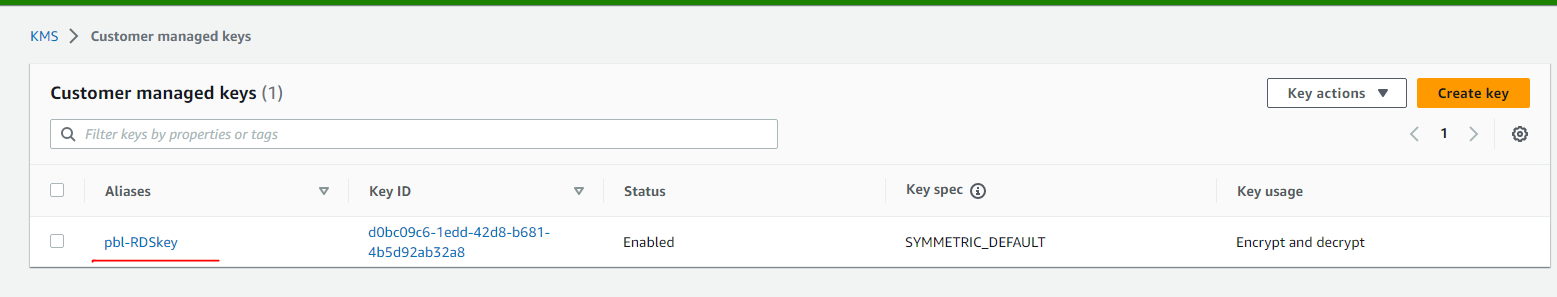 KMS > Customer managed keys
Customer managed keys (1)
Key actions
Create key
Filter keys by properties or tags
1
Aliases Key ID Status Key spec Key usage
pbl-RDSkey d0bc09c6-1edd-42d8-b681-
4b5d92ab32a8 Enabled SYMMETRIC_DEFAULT Encrypt and decrypt